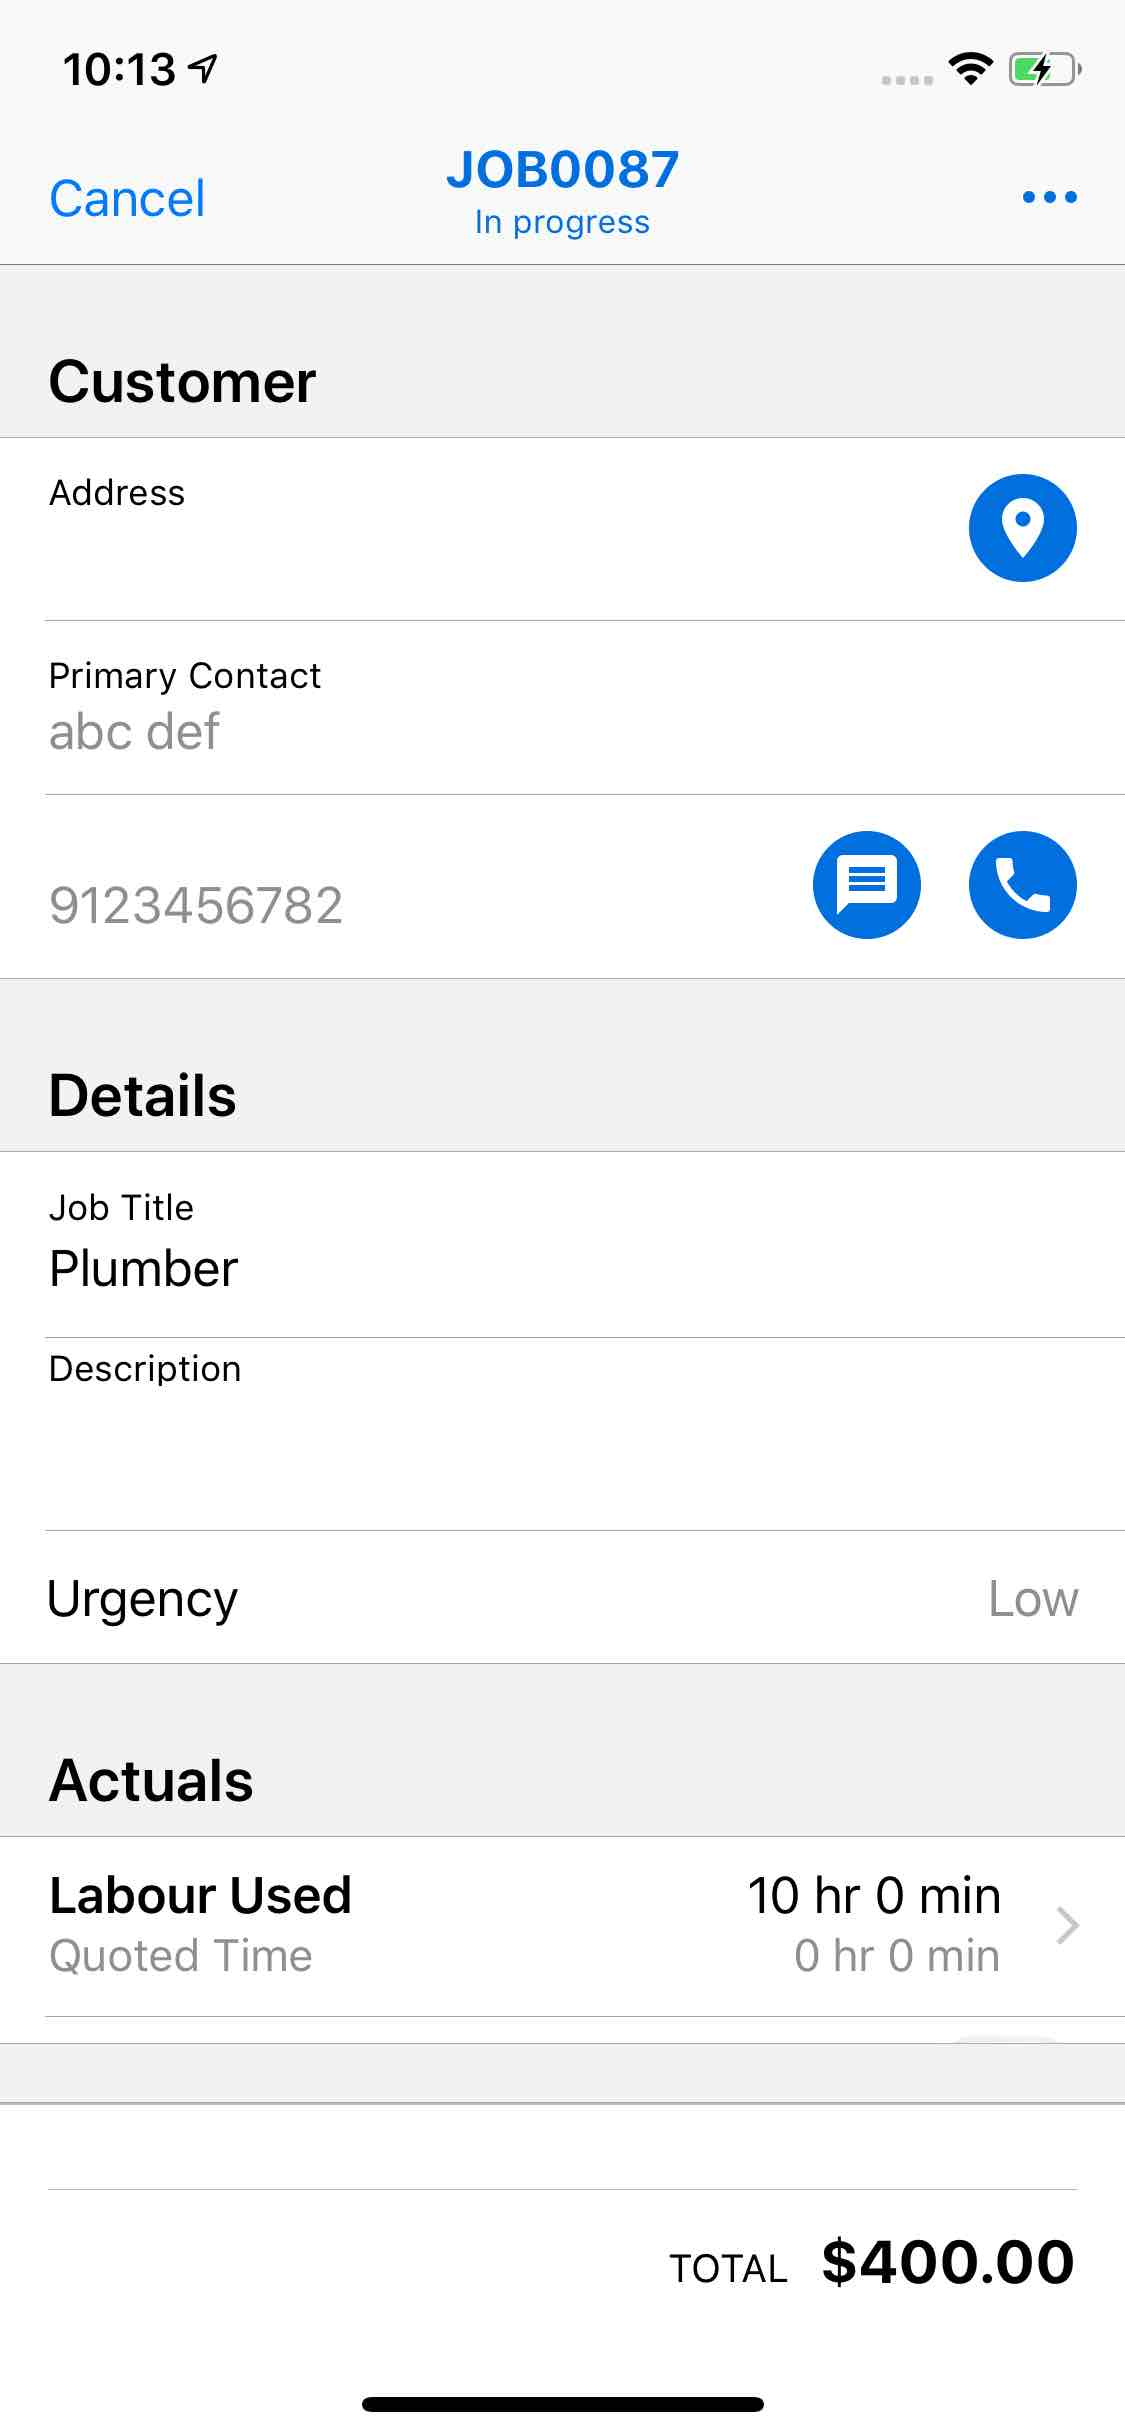 10:13
Cancel
JOB0087
In progress
Customer
Address
Primary Contact
abc def
9123456782
Details
Job Title
Plumber
Description
Urgency Low
Actuals
Labour Used 10 hr 0 min
Quoted Time 0 hr 0 min
TOTAL $400.00